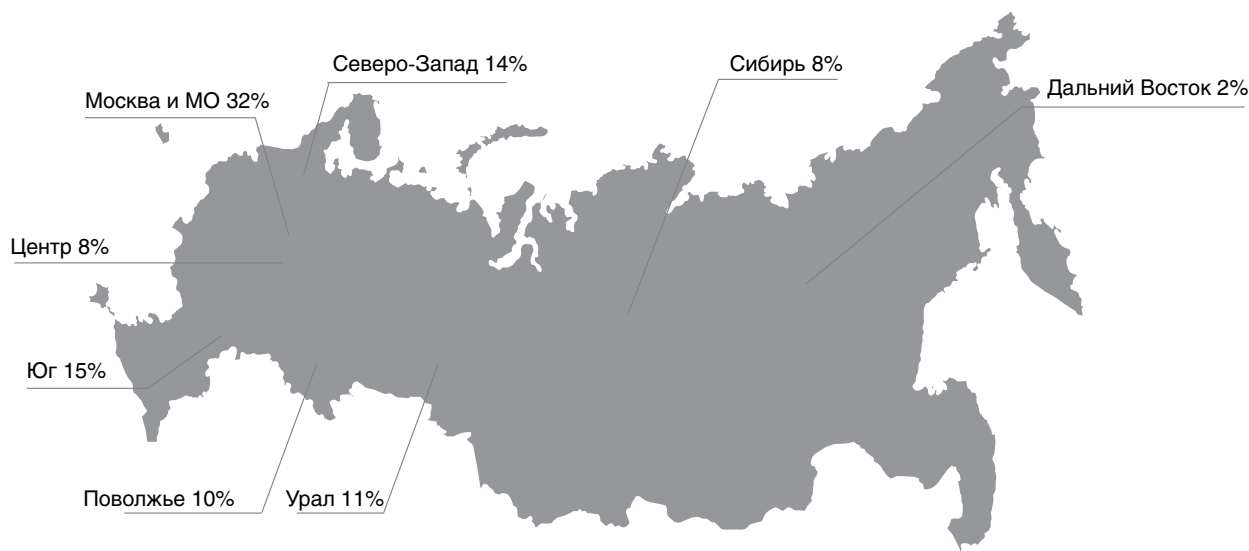 Северо-Запад 14%
Сибирь 8%
Дальний Восток 2%
Москва и МО 32%
Центр 8%
Юг 15%
Поволжье 10%
Урал 11%